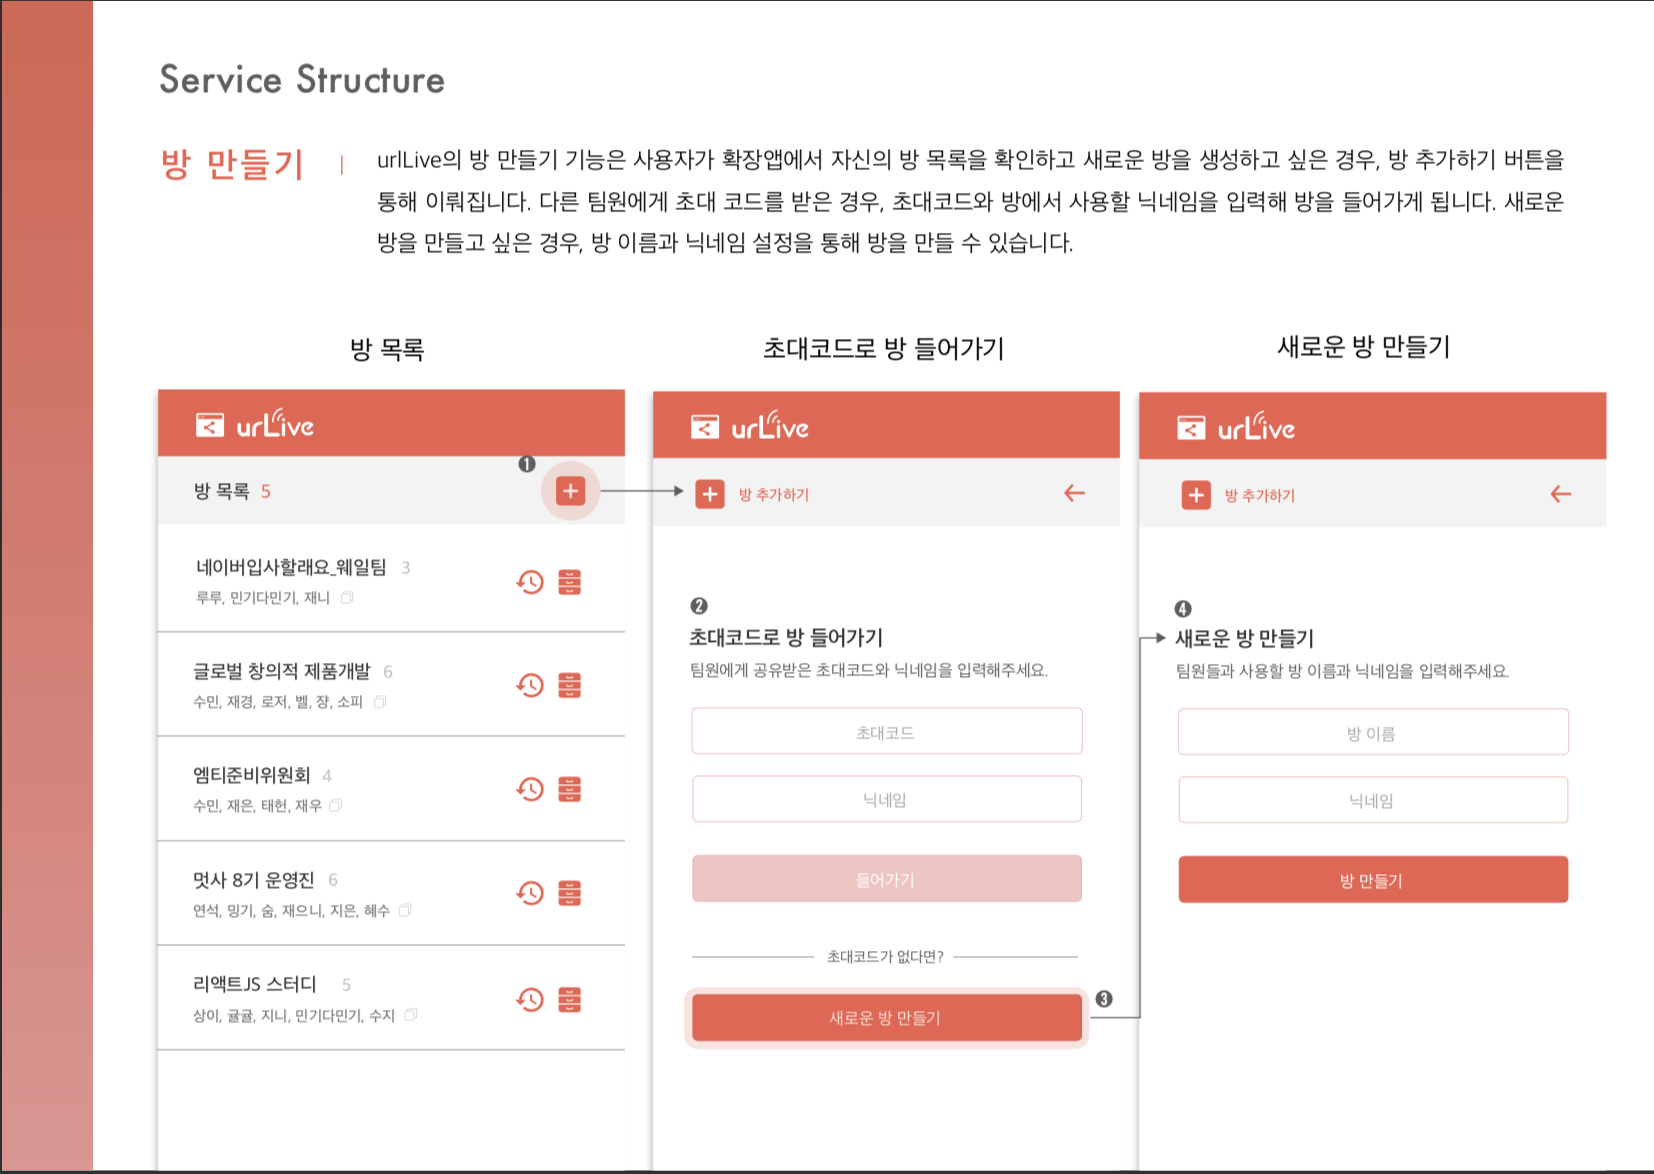 Service Structure
방 만들기
urlLive의 방 만들기 기능은 사용자가 확장앱에서 자신의 방 목록을 확인하고 새로운 방을 생성하고 싶은 경우, 방 추가하기 버튼을
통해 이뤄집니다. 다른 팀원에게 초대 코드를 받은 경우, 초대코드와 방에서 사용할 닉네임을 입력해 방을 들어가게 됩니다. 새로운
방을 만들고 싶은 경우, 방 이름과 닉네임 설정을 통해 방을 만들 수 있습니다.
방 목록
urLive
1
방 목록 5
네이버입사할래요_웨일팀 3
루루, 민기다민기, 재니
글로벌 창의적 제품개발 6
수민, 재경, 로저, 벨, 쟝, 소피
엠티준비위원회 4
수민, 재은, 태헌, 재우
멋사 8기 운영진 6
연석, 밍기, 숨, 재으니, 지은, 혜수
리액트JS 스터디 5
상이, 귤귤, 지니, 민기다민기, 수지
초대코드로 방 들어가기
urLive
방 추가하기
2
초대코드로 방 들어가기
팀원에게 공유받은 초대코드와 닉네임을 입력해주세요.
초대코드
닉네임
들어가기
초대코드가 없다면?
3
새로운 방 만들기
새로운 방 만들기
urLive
방 추가하기
4
새로운 방 만들기
팀원들과 사용할 방 이름과 닉네임을 입력해주세요.
방 이름
닉네임
방 만들기